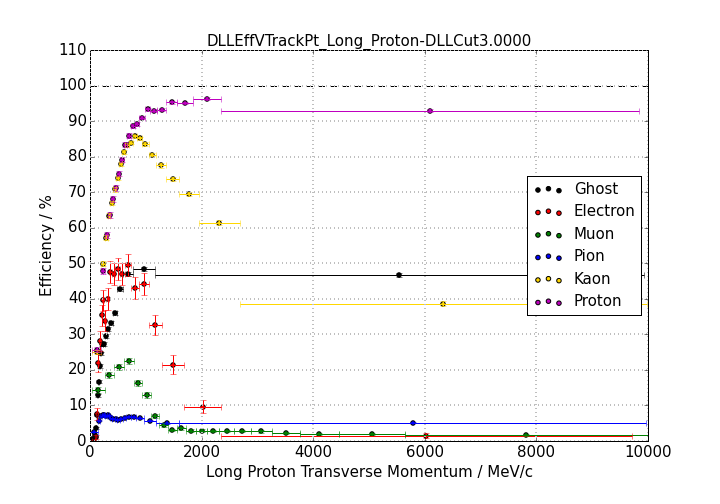 DLLEffVTrackPt_Long_Proton-DLLCut3.0000
110
100
90
80
70
60
50
40
30
20
10
0
Efficiency / %
Ghost
Electron
Muon
Pion
Kaon
Proton
0 2000 4000 6000 8000 10000
Long Proton Transverse Momentum / MeV/c